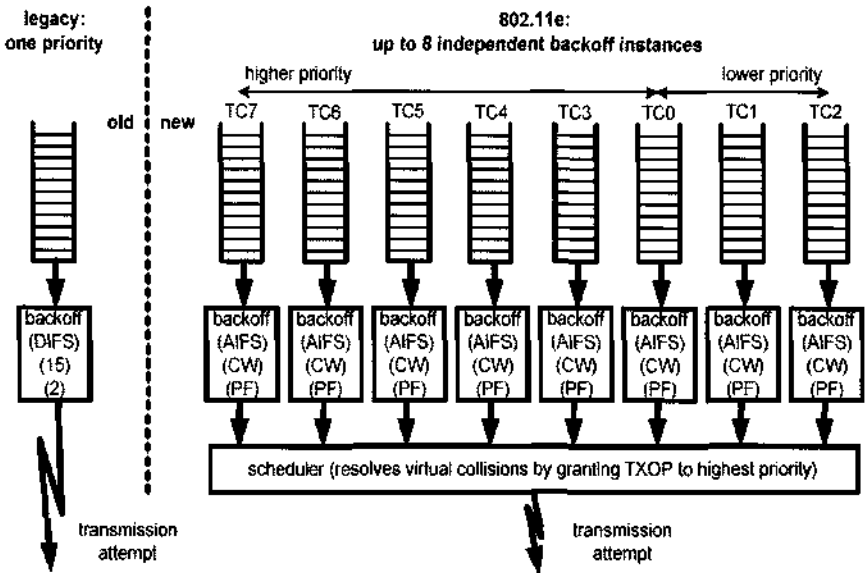 legacy:
one priority
802.11e:
up to 8 independent backoff instances
higher priority
lower priority
old
new
TC7
TC6
TC5
TC4
TC3
TC0
TC1
TC2
backoff
(DIFS)
(15)
(2)
backoff
(AIFS)
(CW)
(PF)
backoff
(AIFS)
(CW)
(PF)
backoff
(AIFS)
(CW)
(PF)
backoff
(AIFS)
(CW)
(PF)
backoff
(AIFS)
(CW)
(PF)
backoff
(AIFS)
(CW)
(PF)
backoff
(AIFS)
(CW)
(PF)
backoff
(AIFS)
(CW)
(PF)
scheduler (resolves virtual collisions by granting TXOP to highest priority)
transmission
attempt
transmission
attempt